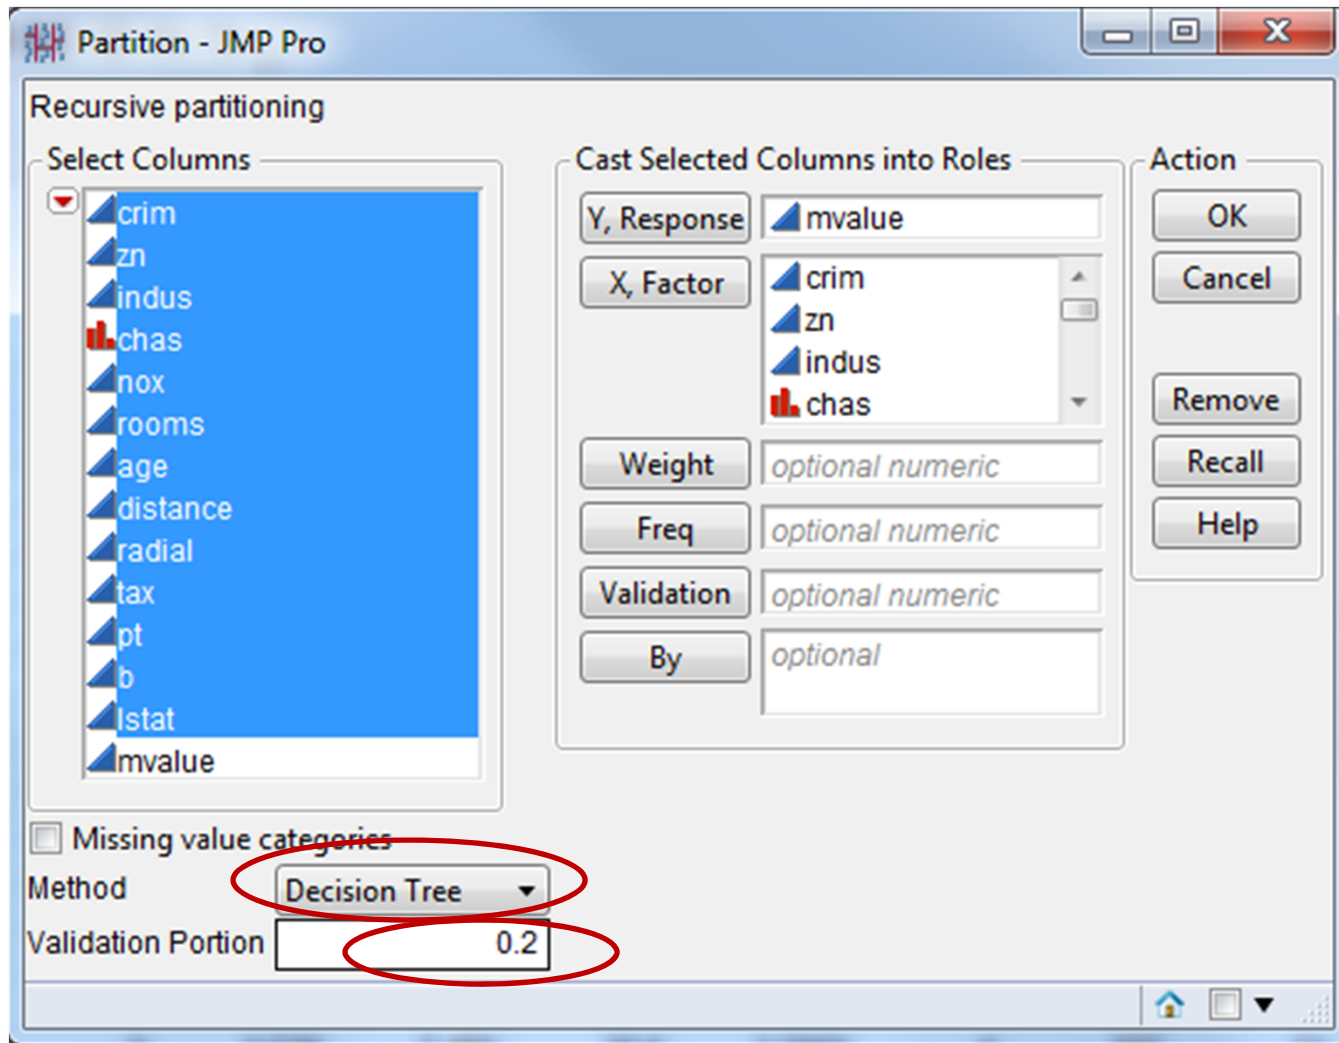 Partition - JMP Pro
Recursive partitioning
Select Columns
crim
zn
indus
chas
nox
rooms
age
distance
radial
tax
pt
b
lstat
mvalue
Cast Selected Columns into Roles
Y, Response
mvalue
X, Factor
crim
zn
indus
chas
Weight
optional numeric
Freq
optional numeric
Validation
optional numeric
By
optional
Action
OK
Cancel
Remove
Recall
Help
Missing value categories
Method
Decision Tree
Validation Portion
0.2